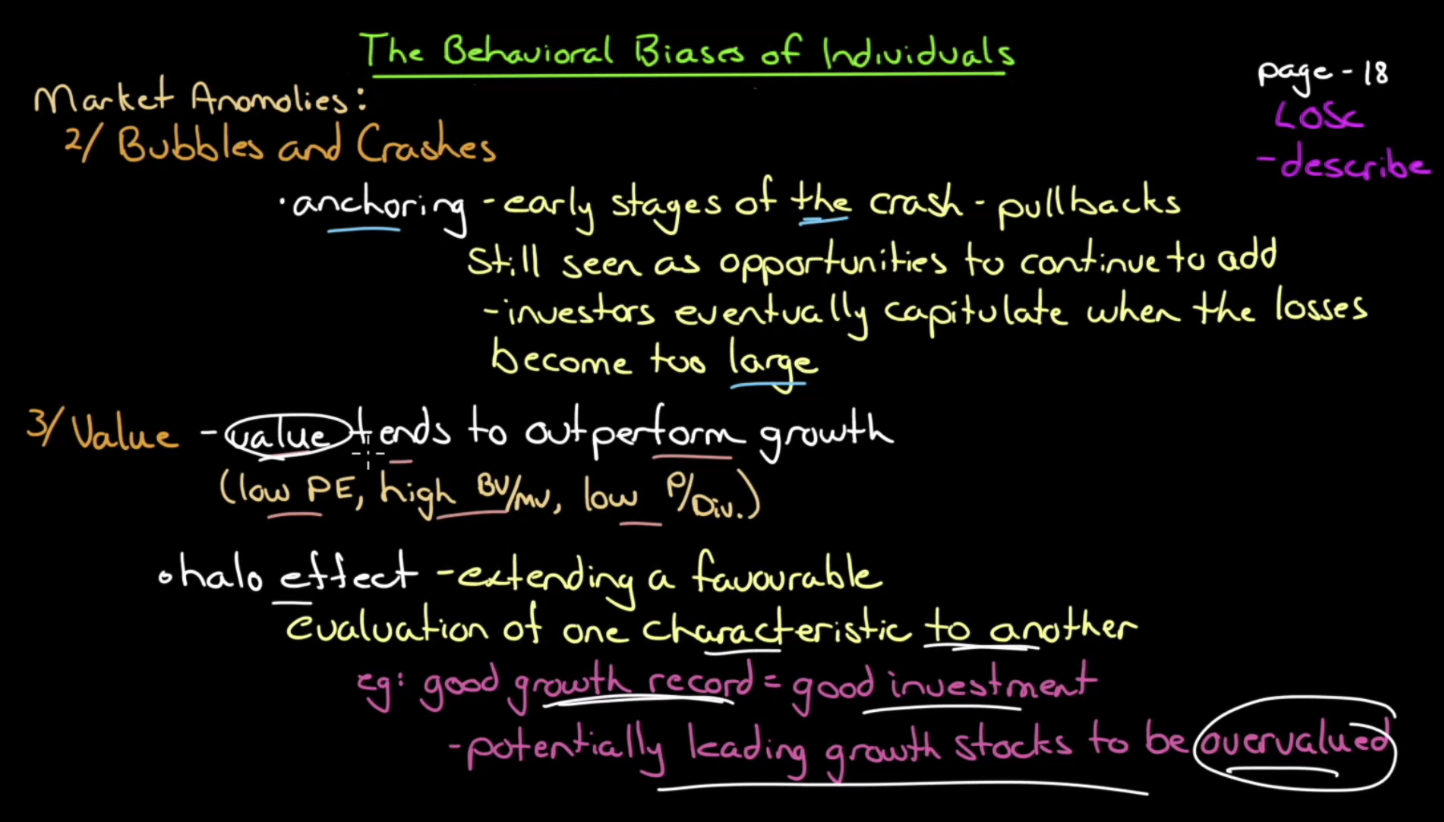 The Behavioral Biases of Individuals
page - 18
LOSc
- describe
Market Anomolies:
2/ Bubbles and Crashes
• anchoring - early stages of the crash - pullbacks
still seen as opportunities to continue to add
- investors eventually capitulate when the losses
become too large
3/ Value - value tends to outperform growth
(low PE, high BV/MV, low P/Div.)
• halo effect - extending a favourable
evaluation of one characteristic to another
eg: good growth record = good investment
- potentially leading growth stocks to be overvalued